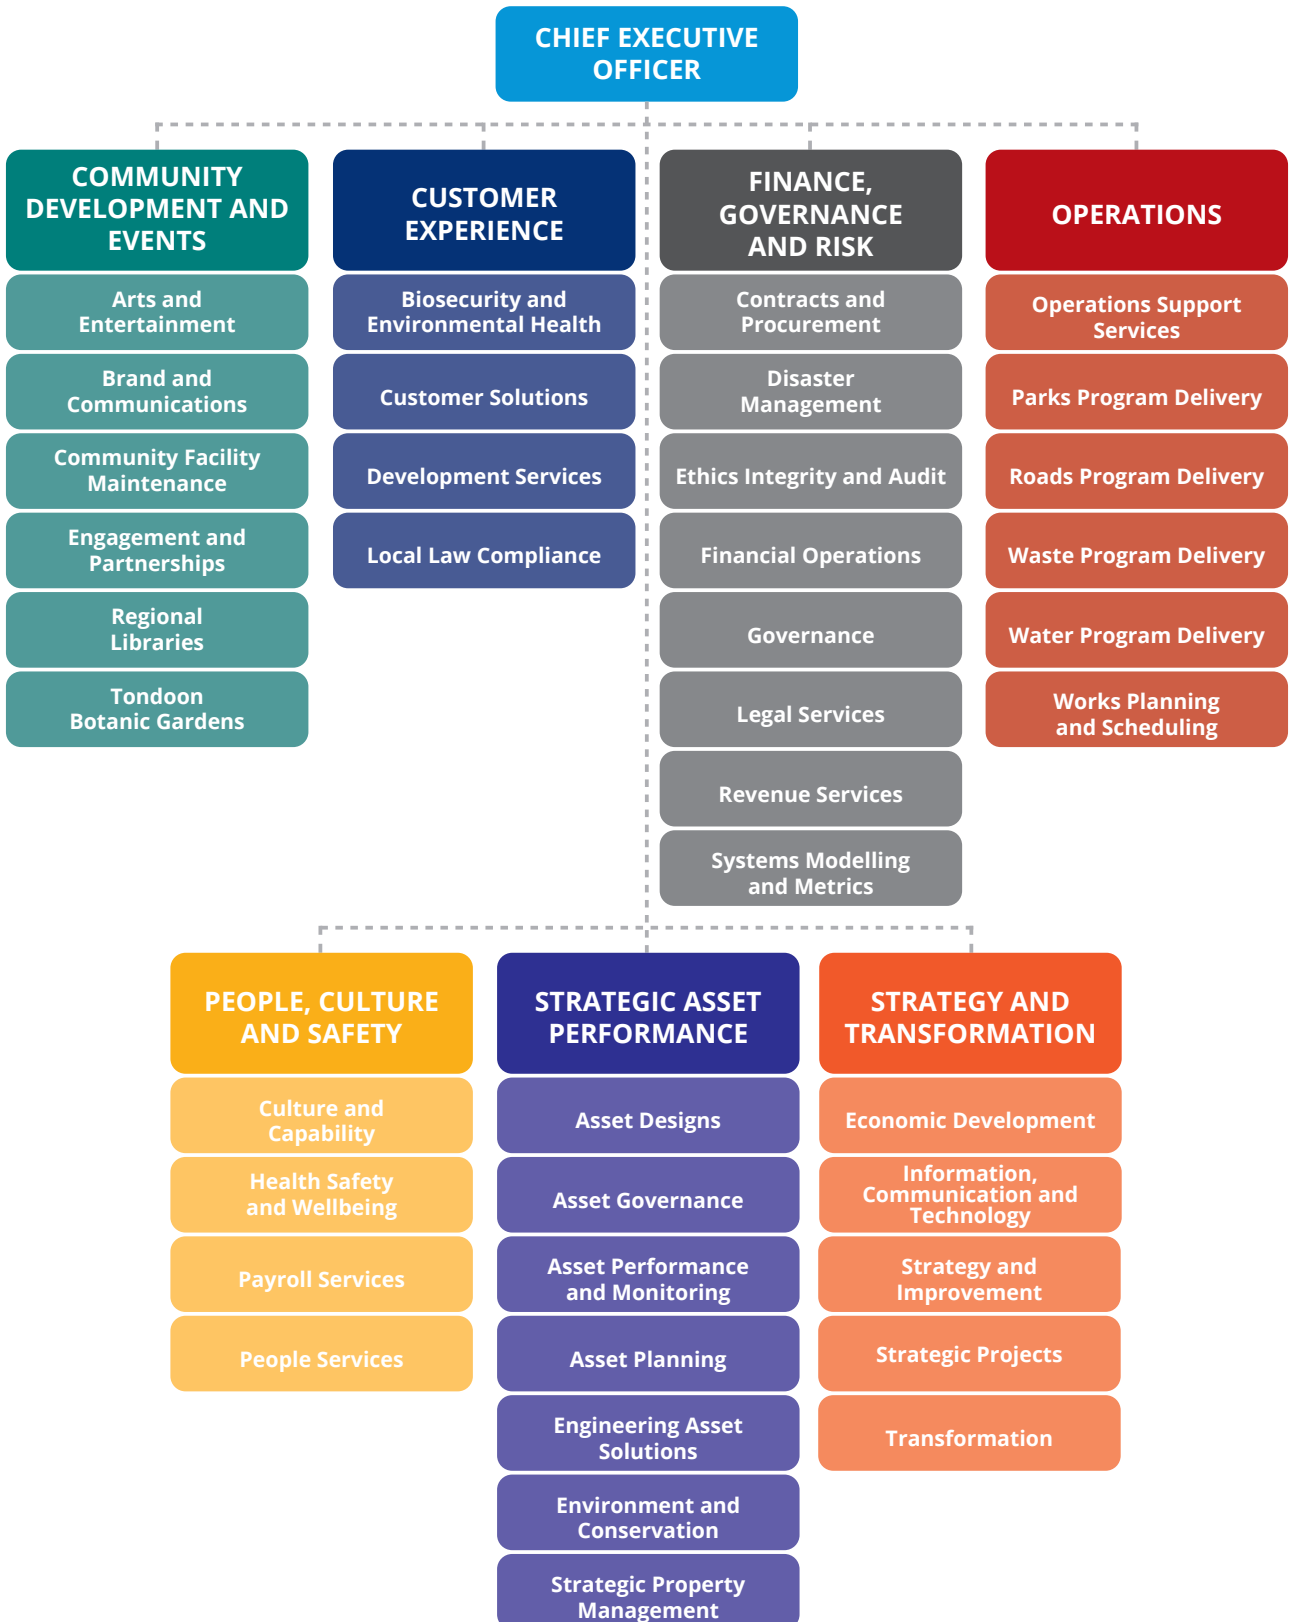 CHIEF EXECUTIVE
OFFICER
COMMUNITY
DEVELOPMENT AND
EVENTS
Arts and
Entertainment
Brand and
Communications
Community Facility
Maintenance
Engagement and
Partnerships
Regional
Libraries
Tondoon
Botanic Gardens
CUSTOMER
EXPERIENCE
Biosecurity and
Environmental Health
Customer Solutions
Development Services
Local Law Compliance
FINANCE,
GOVERNANCE
AND RISK
Contracts and
Procurement
Disaster
Management
Ethics Integrity and Audit
Financial Operations
Governance
Legal Services
Revenue Services
Systems Modelling
and Metrics
OPERATIONS
Operations Support
Services
Parks Program Delivery
Roads Program Delivery
Waste Program Delivery
Water Program Delivery
Works Planning
and Scheduling
PEOPLE, CULTURE
AND SAFETY
Culture and
Capability
Health Safety
and Wellbeing
Payroll Services
People Services
STRATEGIC ASSET
PERFORMANCE
Asset Designs
Asset Governance
Asset Performance
and Monitoring
Asset Planning
Engineering Asset
Solutions
Environment and
Conservation
Strategic Property
Management
STRATEGY AND
TRANSFORMATION
Economic Development
Information,
Communication and
Technology
Strategy and
Improvement
Strategic Projects
Transformation